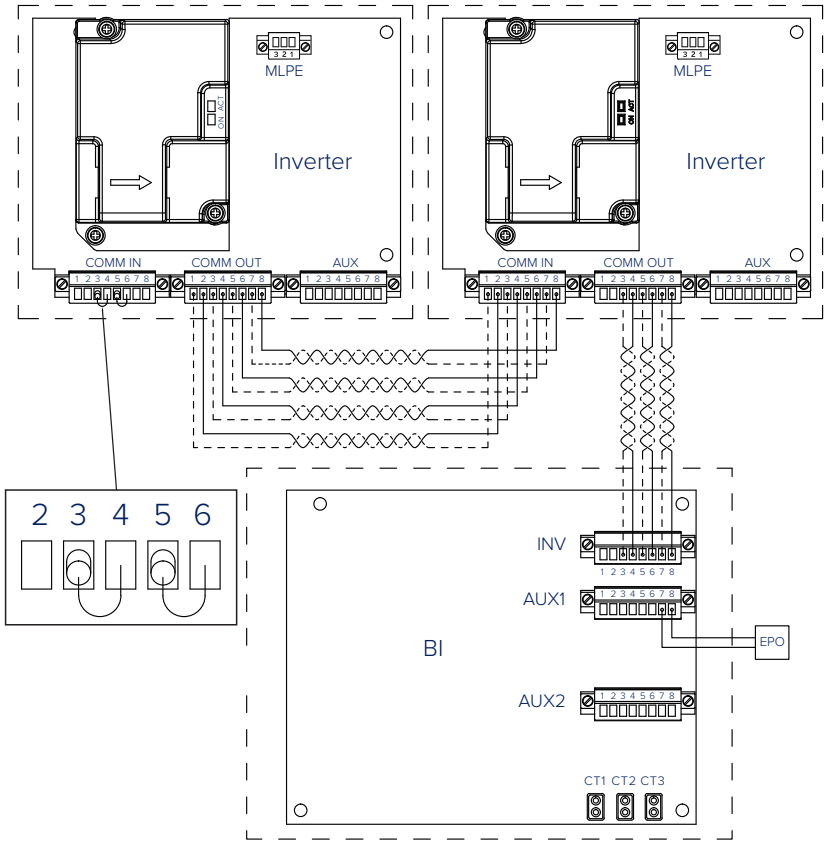 3 2 1
MLPE
ON ACT
Inverter
COMM IN
COMM OUT
AUX
1 2 3 4 5 6 7 8
1 2 3 4 5 6 7 8
1 2 3 4 5 6 7 8
3 2 1
MLPE
ON ACT
Inverter
COMM IN
COMM OUT
AUX
1 2 3 4 5 6 7 8
1 2 3 4 5 6 7 8
1 2 3 4 5 6 7 8
2 3 4 5 6
INV
1 2 3 4 5 6 7 8
AUX1
1 2 3 4 5 6 7 8
EPO
BI
AUX2
1 2 3 4 5 6 7 8
CT1 CT2 CT3